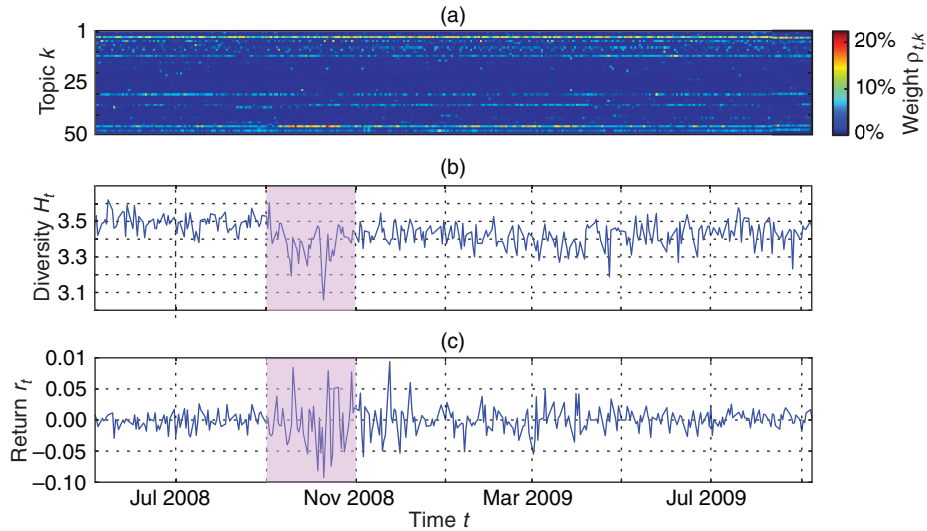 (a)
1
25
50
Topic k
20%
10%
0%
Weight ρt,k
(b)
3.5
3.3
3.1
Diversity Ht
(c)
0.01
0.05
0.00
−0.05
−0.10
Return rt
Jul 2008
Nov 2008
Mar 2009
Jul 2009
Time t